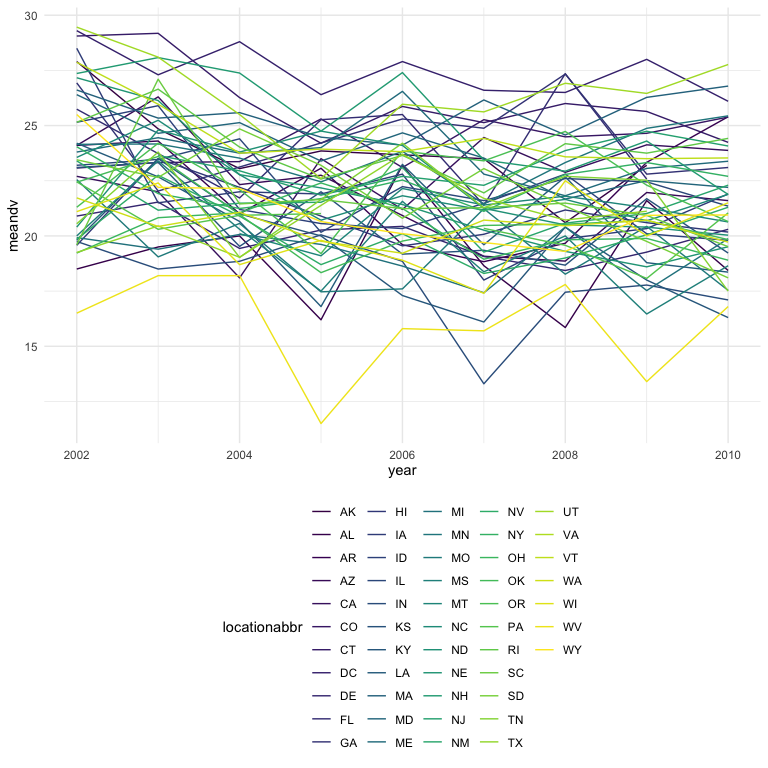 30
25
20
15
meandv
2002 2004 2006 2008 2010
year
locationabbr
AK HI MI NV UT
AL IA MN NY VA
AR ID MO OH VT
AZ IL MS OK WA
CA IN MT OR WI
CO KS NC PA WV
CT KY ND RI WY
DC LA NE SC
DE MA NH SD
FL MD NJ TN
GA ME NM TX